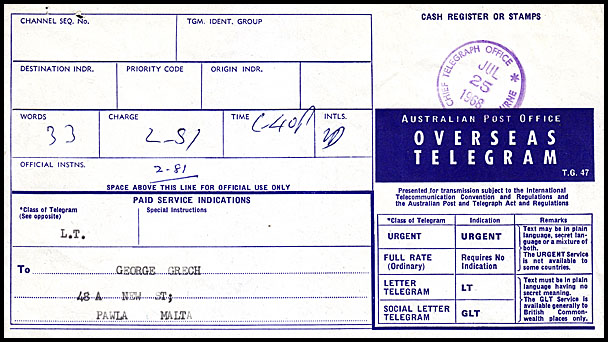 CHANNEL SEQ. No.
TGM. IDENT. GROUP
CASH REGISTER OR STAMPS
DESTINATION INDR.
PRIORITY CODE
ORIGIN INDR.
CHIEF TELEGRAPH OFFICE
JUL
25
1968
WORDS
CHARGE
TIME
INTLS.
33
2-81
OFFICIAL INSTNS.
2-81
SPACE ABOVE THIS LINE FOR OFFICIAL USE ONLY
AUSTRALIAN POST OFFICE
OVERSEAS
TELEGRAM
T.G. 47
Presented for transmission subject to the International
Telecommunication Convention and Regulations and
the Australian Post and Telegraph Act and Regulations
PAID SERVICE INDICATIONS
*Class of Telegram
(See opposite)
Special Instructions
L.T.
To
GEORGE GRECH
48 A NEW ST;
PAWLA MALTA
*Class of Telegram
Indication
Remarks
URGENT
URGENT
Text may be in plain
language, secret lan-
guage or a mixture of
both.
The URGENT Service
is not available to
some countries.
FULL RATE
(Ordinary)
Requires No
Indication
LETTER
TELEGRAM
LT
Text must be in plain
language having no
secret meaning.
The GLT Service is
available generally to
British Common-
wealth places only.
SOCIAL LETTER
TELEGRAM
GLT